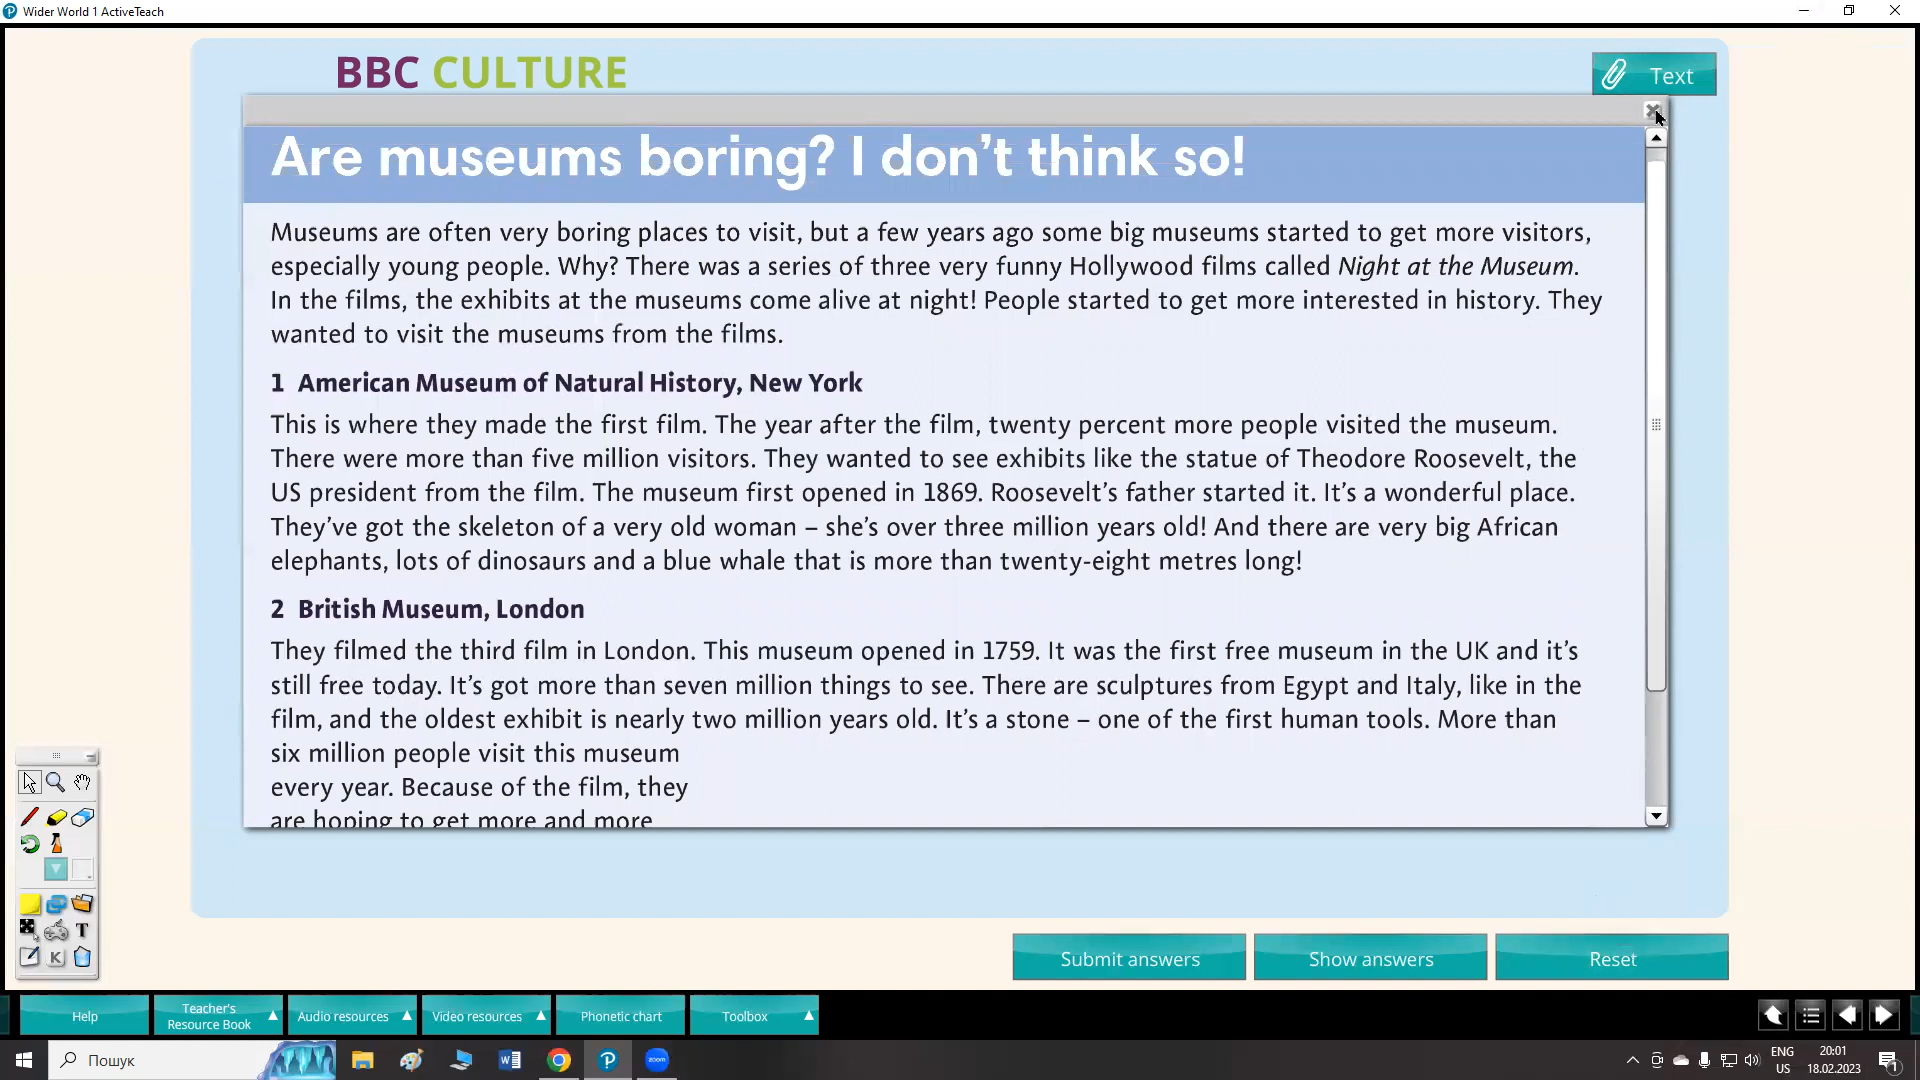 Wider World 1 ActiveTeach
BBC CULTURE
Text
Are museums boring? I don't think so!
Museums are often very boring places to visit, but a few years ago some big museums started to get more visitors,
especially young people. Why? There was a series of three very funny Hollywood films called Night at the Museum.
In the films, the exhibits at the museums come alive at night! People started to get more interested in history. They
wanted to visit the museums from the films.
1 American Museum of Natural History, New York
This is where they made the first film. The year after the film, twenty percent more people visited the museum.
There were more than five million visitors. They wanted to see exhibits like the statue of Theodore Roosevelt, the
US president from the film. The museum first opened in 1869. Roosevelt's father started it. It's a wonderful place.
They've got the skeleton of a very old woman – she's over three million years old! And there are very big African
elephants, lots of dinosaurs and a blue whale that is more than twenty-eight metres long!
2 British Museum, London
They filmed the third film in London. This museum opened in 1759. It was the first free museum in the UK and it's
still free today. It's got more than seven million things to see. There are sculptures from Egypt and Italy, like in the
film, and the oldest exhibit is nearly two million years old. It's a stone – one of the first human tools. More than
six million people visit this museum
every year. Because of the film, they
are hoping to get more and more
T
K
Submit answers
Show answers
Reset
Help
Teacher's
Resource Book
Audio resources
Video resources
Phonetic chart
Toolbox
Пошук
zoom
ENG
US
20:01
18.02.2023
1